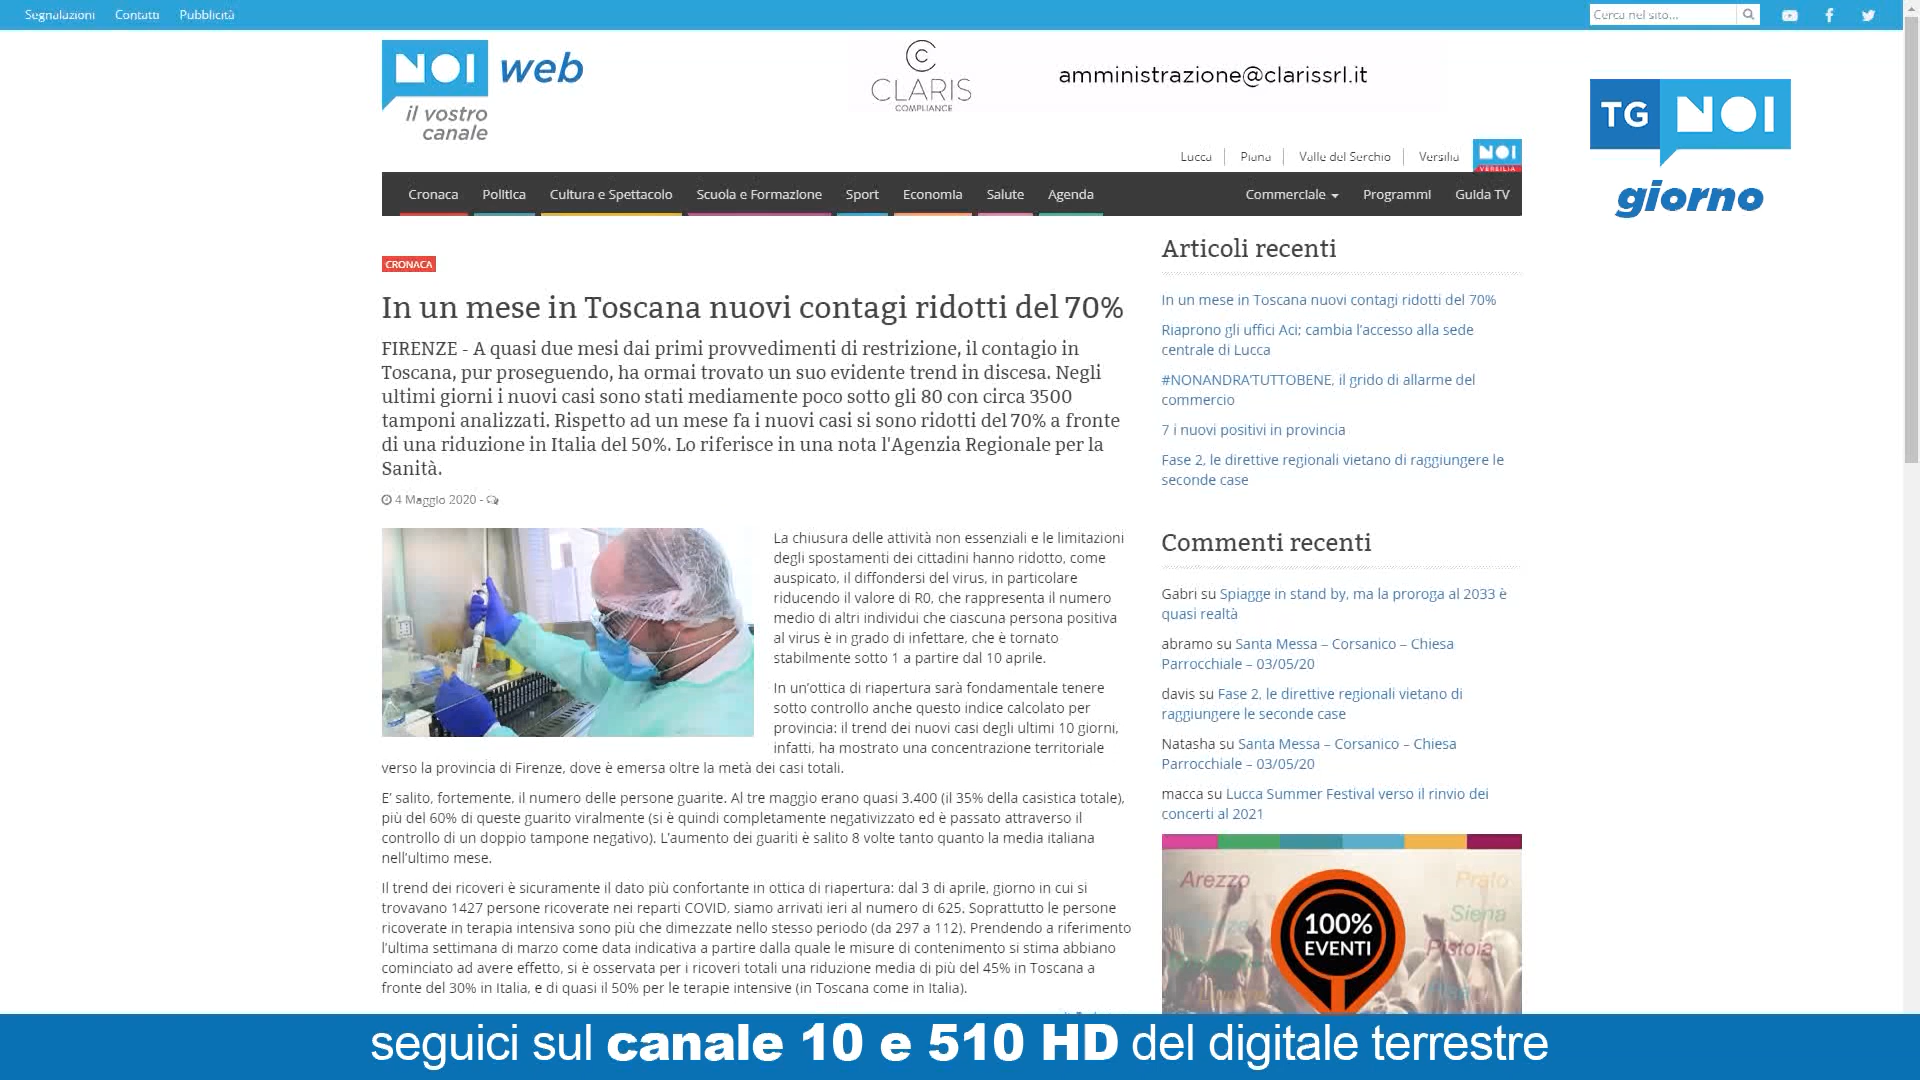 Segnalazioni Contatti Pubblicità
Cerca nel sito...
NOI web
il vostro
canale
CLARIS
COMPLIANCE
amministrazione@clarissrl.it
TG NOI
giorno
Lucca Piana Valle del Serchio Versilia NOI
VERSILIA
Cronaca Politica Cultura e Spettacolo Scuola e Formazione Sport Economia Salute Agenda Commerciale Programmi Guida TV
CRONACA
In un mese in Toscana nuovi contagi ridotti del 70%
FIRENZE - A quasi due mesi dai primi provvedimenti di restrizione, il contagio in
Toscana, pur proseguendo, ha ormai trovato un suo evidente trend in discesa. Negli
ultimi giorni i nuovi casi sono stati mediamente poco sotto gli 80 con circa 3500
tamponi analizzati. Rispetto ad un mese fa i nuovi casi si sono ridotti del 70% a fronte
di una riduzione in Italia del 50%. Lo riferisce in una nota l'Agenzia Regionale per la
Sanità.
4 Maggio 2020 -
La chiusura delle attività non essenziali e le limitazioni
degli spostamenti dei cittadini hanno ridotto, come
auspicato, il diffondersi del virus, in particolare
riducendo il valore di R0, che rappresenta il numero
medio di altri individui che ciascuna persona positiva
al virus è in grado di infettare, che è tornato
stabilmente sotto 1 a partire dal 10 aprile.
In un'ottica di riapertura sarà fondamentale tenere
sotto controllo anche questo indice calcolato per
provincia: il trend dei nuovi casi degli ultimi 10 giorni,
infatti, ha mostrato una concentrazione territoriale
verso la provincia di Firenze, dove è emersa oltre la metà dei casi totali.
E' salito, fortemente, il numero delle persone guarite. Al tre maggio erano quasi 3.400 (il 35% della casistica totale),
più del 60% di queste guarito viralmente (si è quindi completamente negativizzato ed è passato attraverso il
controllo di un doppio tampone negativo). L'aumento dei guariti è salito 8 volte tanto quanto la media italiana
nell'ultimo mese.
Il trend dei ricoveri è sicuramente il dato più confortante in ottica di riapertura: dal 3 di aprile, giorno in cui si
trovavano 1427 persone ricoverate nei reparti COVID, siamo arrivati ieri al numero di 625. Soprattutto le persone
ricoverate in terapia intensiva sono più che dimezzate nello stesso periodo (da 297 a 112). Prendendo a riferimento
l'ultima settimana di marzo come data indicativa a partire dalla quale le misure di contenimento si stima abbiano
cominciato ad avere effetto, si è osservata per i ricoveri totali una riduzione media di più del 45% in Toscana a
fronte del 30% in Italia, e di quasi il 50% per le terapie intensive (in Toscana come in Italia).
Articoli recenti
In un mese in Toscana nuovi contagi ridotti del 70%
Riaprono gli uffici Aci; cambia l'accesso alla sede
centrale di Lucca
#NONANDRA'TUTTOBENE, il grido di allarme del
commercio
7 i nuovi positivi in provincia
Fase 2, le direttive regionali vietano di raggiungere le
seconde case
Commenti recenti
Gabri su Spiagge in stand by, ma la proroga al 2033 è
quasi realtà
abramo su Santa Messa – Corsanico – Chiesa
Parrocchiale – 03/05/20
davis su Fase 2, le direttive regionali vietano di
raggiungere le seconde case
Natasha su Santa Messa – Corsanico – Chiesa
Parrocchiale – 03/05/20
macca su Lucca Summer Festival verso il rinvio dei
concerti al 2021
Arezzo Prato
Siena
100%
EVENTI
Pistoia
seguici sul canale 10 e 510 HD del digitale terrestre